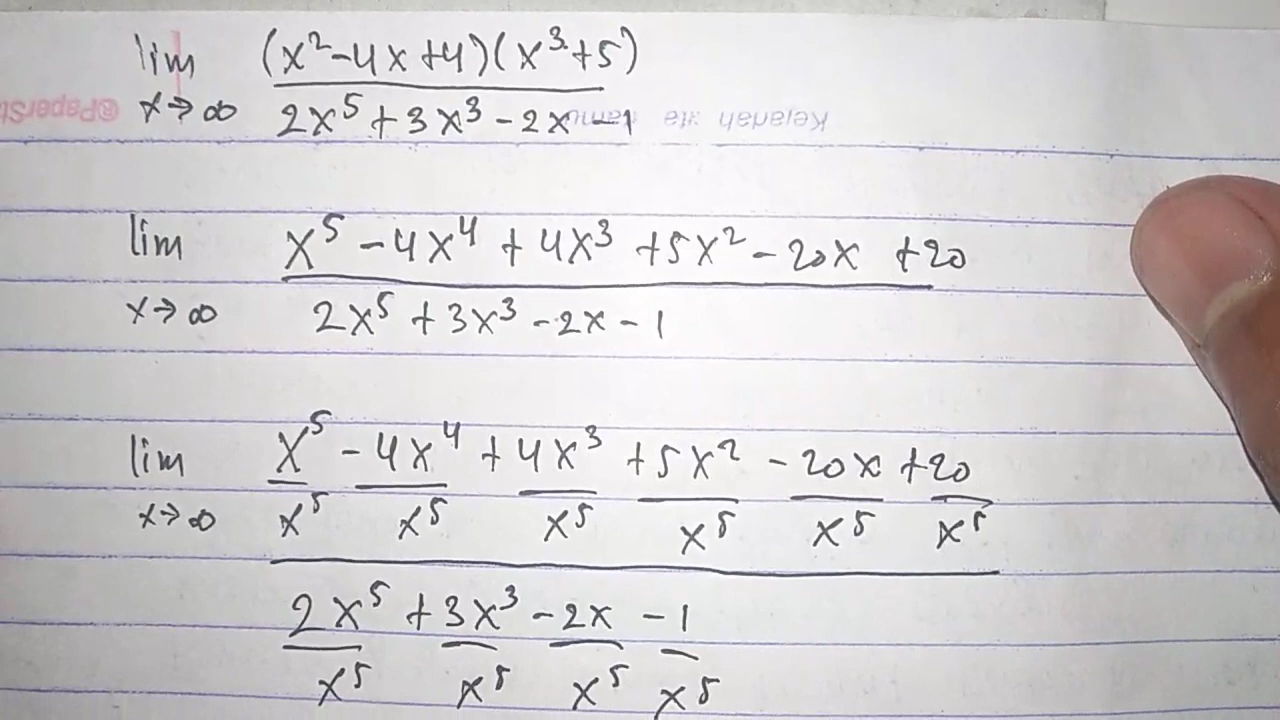 lim (x²-4x+4)(x³+5)
x→∞ 2x⁵+3x³-2x-1
@PaperSt
Kejarlah
lim x⁵-4x⁴+4x³+5x²-20x+20
x→∞ 2x⁵+3x³-2x-1
lim x⁵-4x⁴+4x³+5x²-20x+20
x→∞ x⁵ x⁵ x⁵ x⁵ x⁵ x⁵
2x⁵+3x³-2x-1
x⁵ x⁵ x⁵ x⁵